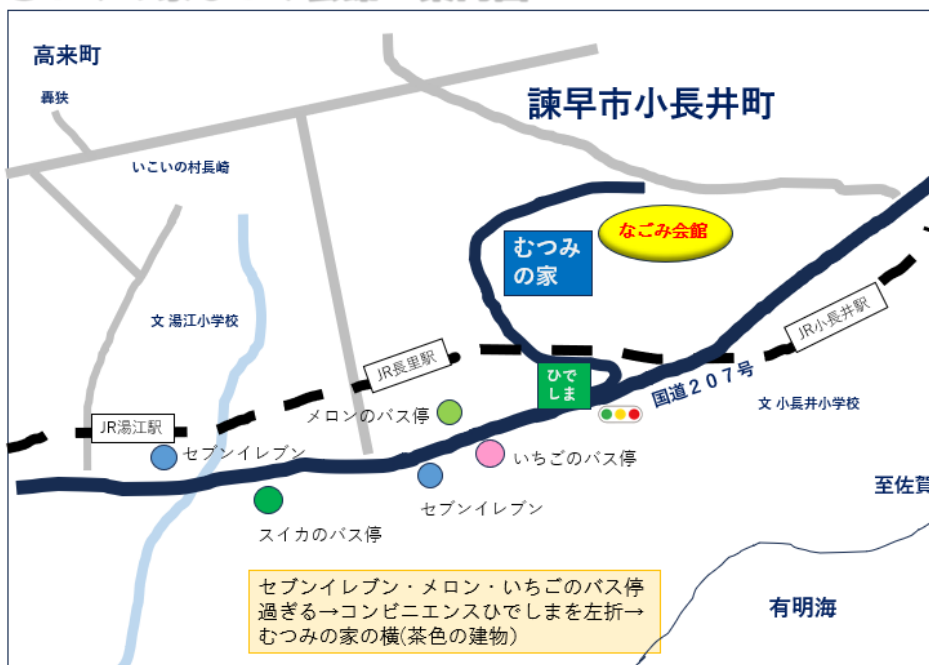 高来町
轟狭
諫早市小長井町
いこいの村長崎
なごみ会館
むつみ
の家
文 湯江小学校
JR小長井駅
JR長里駅
ひで
しま
国道207号
文 小長井小学校
メロンのバス停
JR湯江駅
セブンイレブン
いちごのバス停
至佐賀
セブンイレブン
スイカのバス停
セブンイレブン・メロン・いちごのバス停
過ぎる→コンビニエンスひでしまを左折→
むつみの家の横(茶色の建物)
有明海